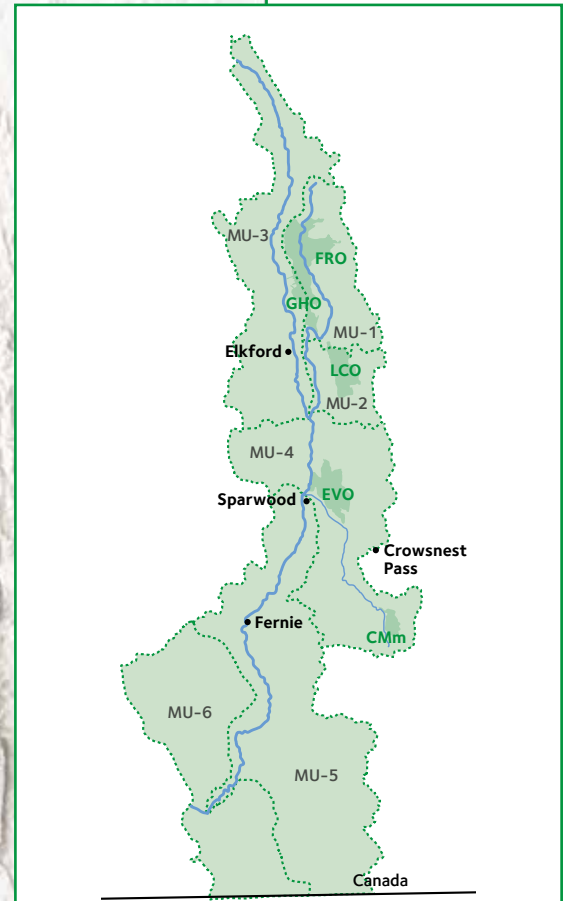 MU-3
FRO
GHO
MU-1
Elkford
LCO
MU-2
MU-4
EVO
Sparwood
Crowsnest
Pass
Fernie
CMm
MU-6
MU-5
Canada